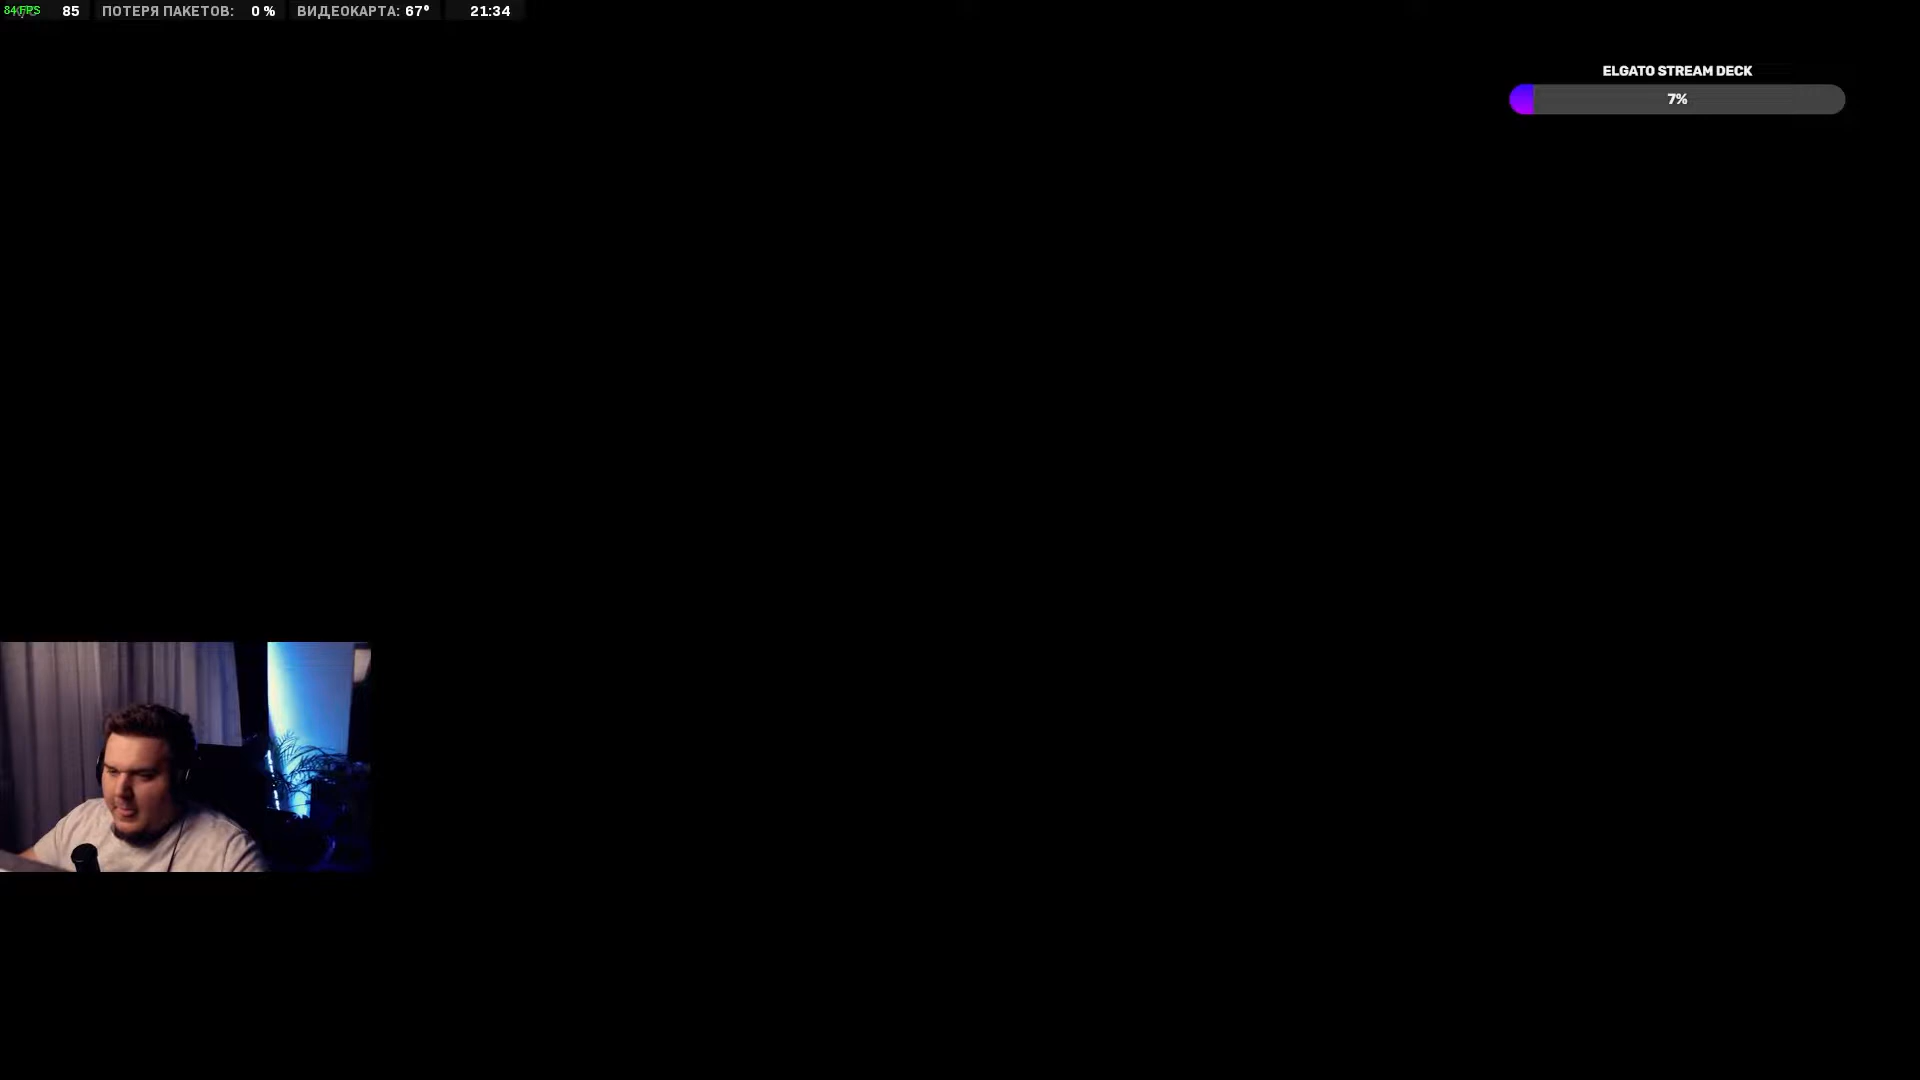 84 FPS 85 ПОТЕРЯ ПАКЕТОВ: 0 % ВИДЕОКАРТА: 67° 21:34
ELGATO STREAM DECK
7%